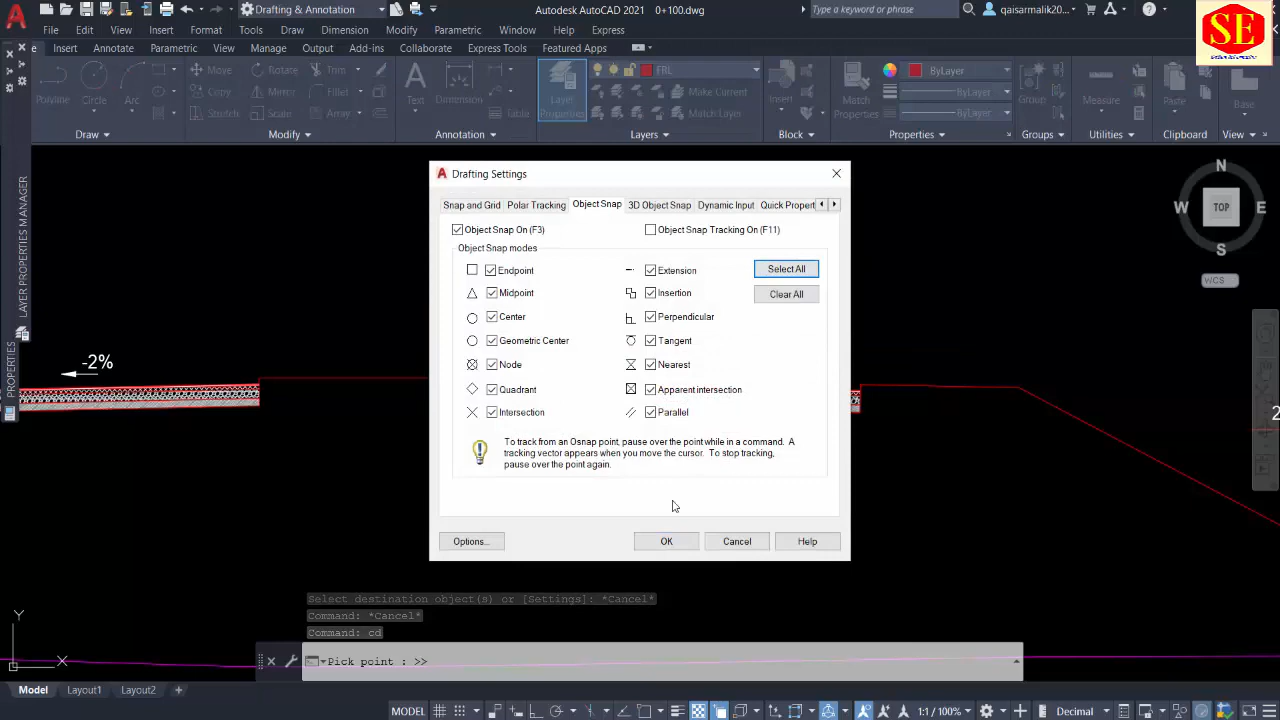 Drafting & Annotation
Autodesk AutoCAD 2021 0+100.dwg
Type a keyword or phrase
qaisarmalik20...
SE
File Edit View Insert Format Tools Draw Dimension Modify Parametric Window Help Express
Insert Annotate Parametric View Manage Output Add-ins Collaborate Express Tools Featured Apps
Polyline Circle Arc
Move Rotate Trim
Copy Mirror Fillet
Stretch Scale Array
Text Dimension Table
Layer Properties
FRL
Make Current
Match Layer
Insert
Match Properties
ByLayer
ByLayer
ByLayer
Group
Measure
Paste
Base
Draw Modify Annotation Layers Block Properties Groups Utilities Clipboard View
LAYER PROPERTIES MANAGER
PROPERTIES
N
W TOP E
S
WCS
-2%
2
Drafting Settings
Snap and Grid Polar Tracking Object Snap 3D Object Snap Dynamic Input Quick Propert
Object Snap On (F3) Object Snap Tracking On (F11)
Object Snap modes
Endpoint Extension Select All
Midpoint Insertion Clear All
Center Perpendicular
Geometric Center Tangent
Node Nearest
Quadrant Apparent intersection
Intersection Parallel
To track from an Osnap point, pause over the point while in a command. A
tracking vector appears when you move the cursor. To stop tracking,
pause over the point again.
Options... OK Cancel Help
Select destination object(s) or [Settings]: *Cancel*
Command: *Cancel*
Command: cd
Pick point : >>
Y
X
Model Layout1 Layout2 +
MODEL 1:1 / 100% Decimal